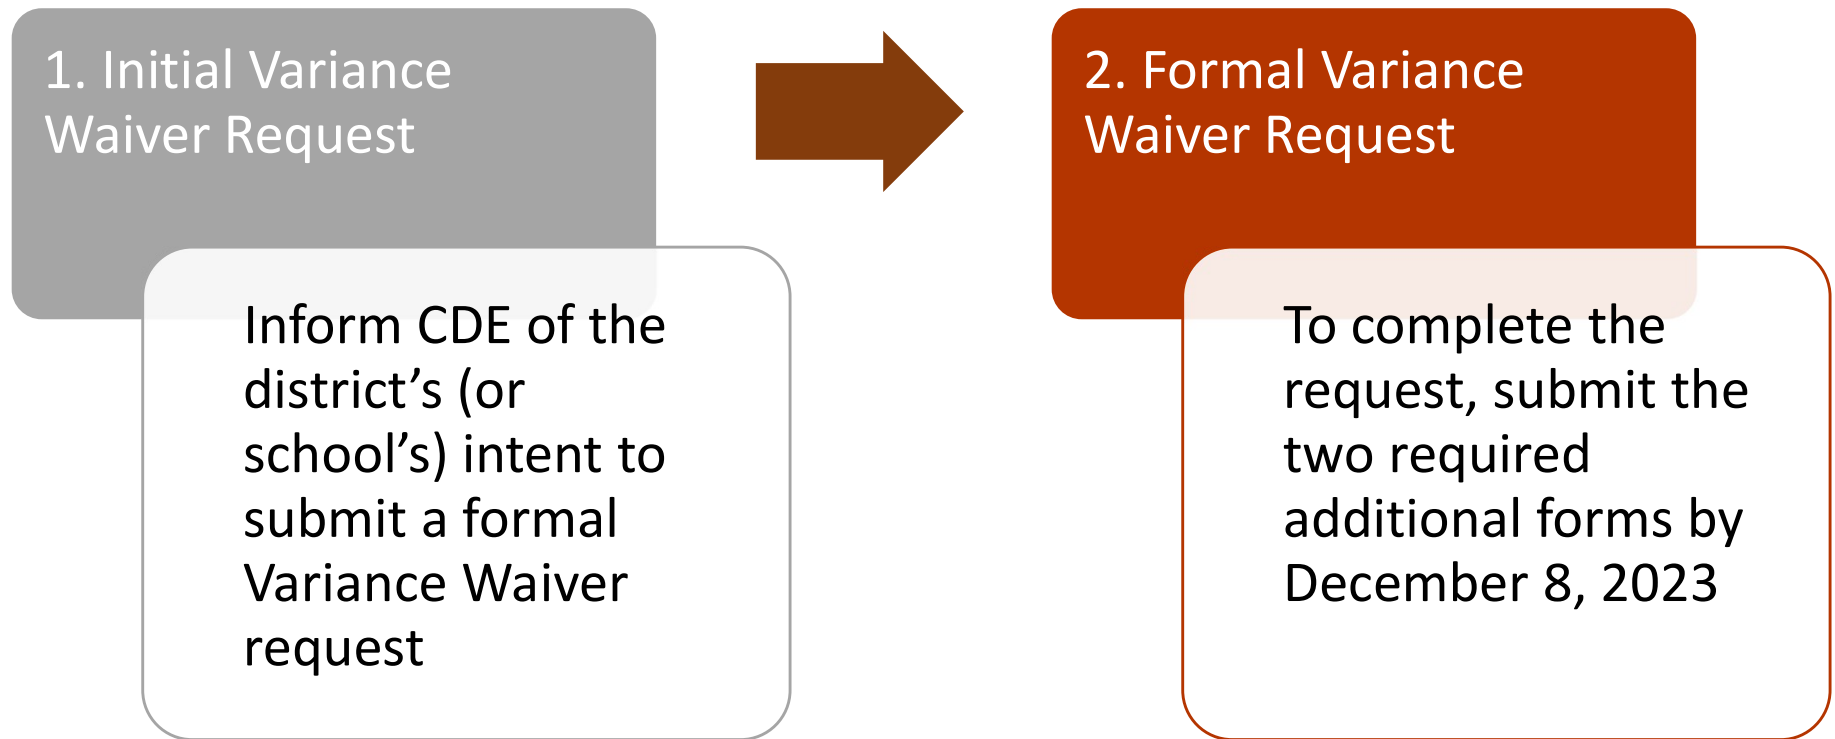 1. Initial Variance
Waiver Request
Inform CDE of the
district’s (or
school’s) intent to
submit a formal
Variance Waiver
request
2. Formal Variance
Waiver Request
To complete the
request, submit the
two required
additional forms by
December 8, 2023